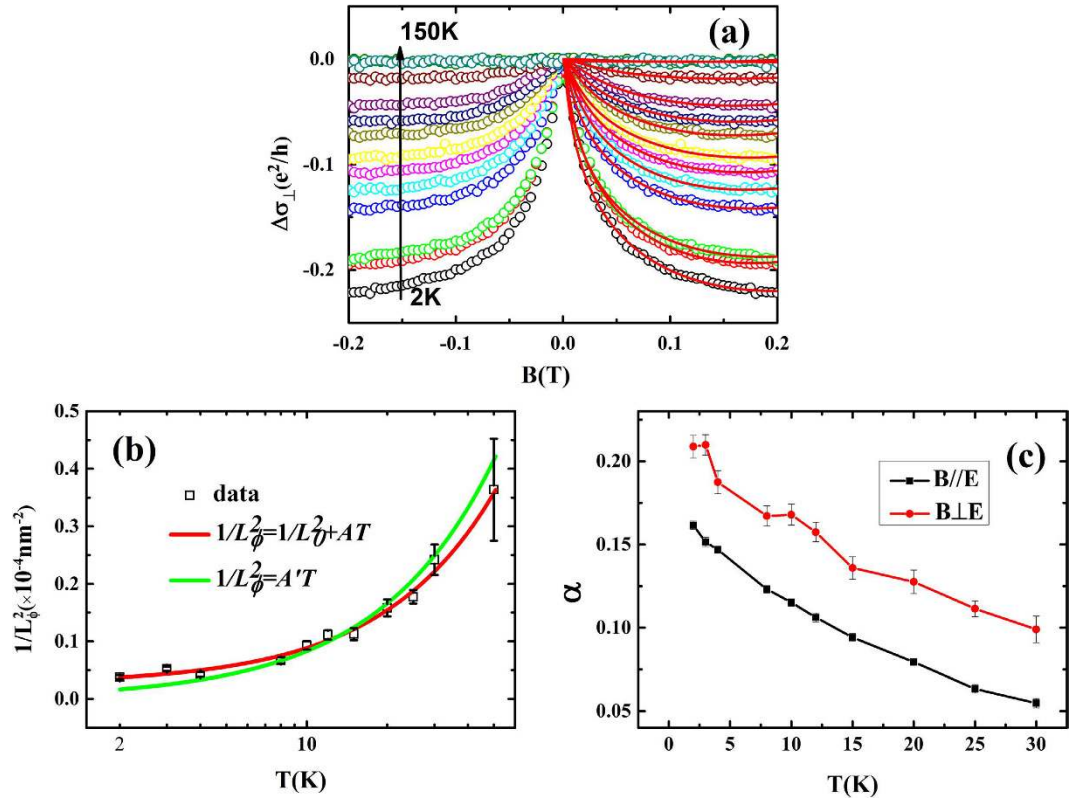 (a)
150K
2K
0.0
-0.1
-0.2
Δσ⊥(e²/h)
-0.2 -0.1 0.0 0.1 0.2
B(T)
(b)
0.5
0.4
0.3
0.2
0.1
0.0
1/L²ϕ(×10⁻⁴nm⁻²)
data
1/L²ϕ=1/L²0+AT
1/L²ϕ=A'T
2 10
T(K)
(c)
0.20
0.15
0.10
0.05
α
B//E
B⊥E
0 5 10 15 20 25 30
T(K)